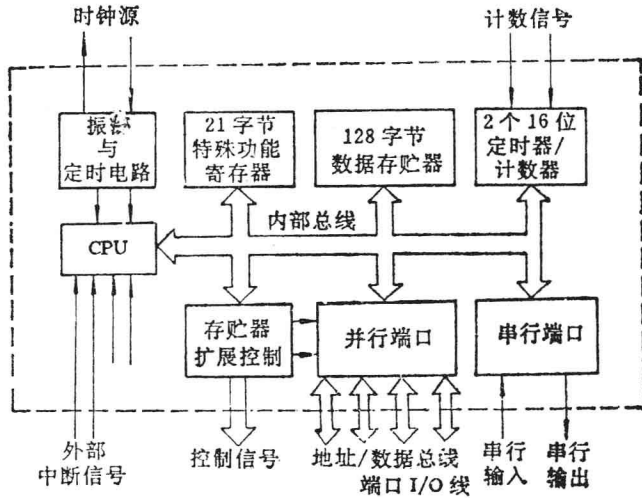 时钟源
计数信号
振荡
与
定时电路
21字节
特殊功能
寄存器
128字节
数据存贮器
2个16位
定时器/
计数器
内部总线
CPU
存贮器
扩展控制
并行端口
串行端口
外部
中断信号
控制信号
地址/数据总线
端口I/O线
串行
输入
串行
输出